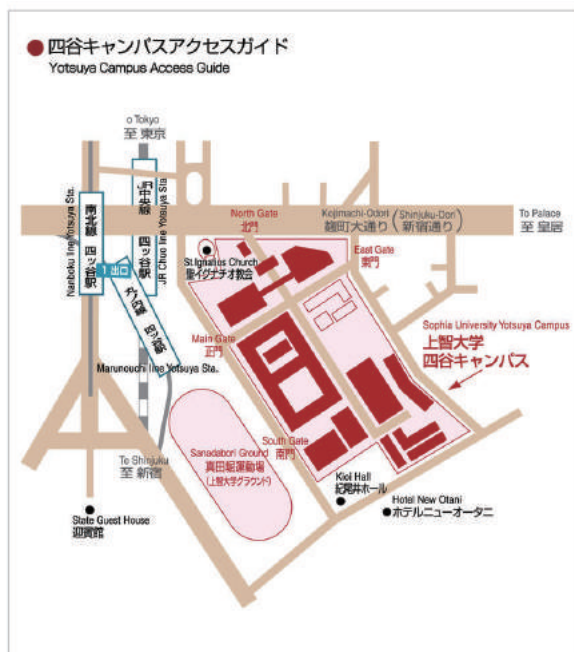 四谷キャンパスアクセスガイド
Yotsuya Campus Access Guide
o Tokyo
至 東京
Nanboku line Yotsuya Sta.
南北線 四ッ谷駅
JR中央線 四ッ谷駅
JR Chuo line Yotsuya Sta.
1 出口
丸ノ内線 四ッ谷駅
Marunouchi line Yotsuya Sta.
North Gate
北門
Kojimachi-Odori
麹町大通り
(Shinjuku-Dori)
(新宿通り)
To Palace
至 皇居
St.Ignatius Church
聖イグナチオ教会
East Gate
東門
Main Gate
正門
Sophia University Yotsuya Campus
上智大学
四谷キャンパス
South Gate
南門
Sanadabori Ground
真田堀運動場
(上智大学グラウンド)
To Shinjuku
至 新宿
Kioi Hall
紀尾井ホール
Hotel New Otani
ホテルニューオータニ
State Guest House
迎賓館